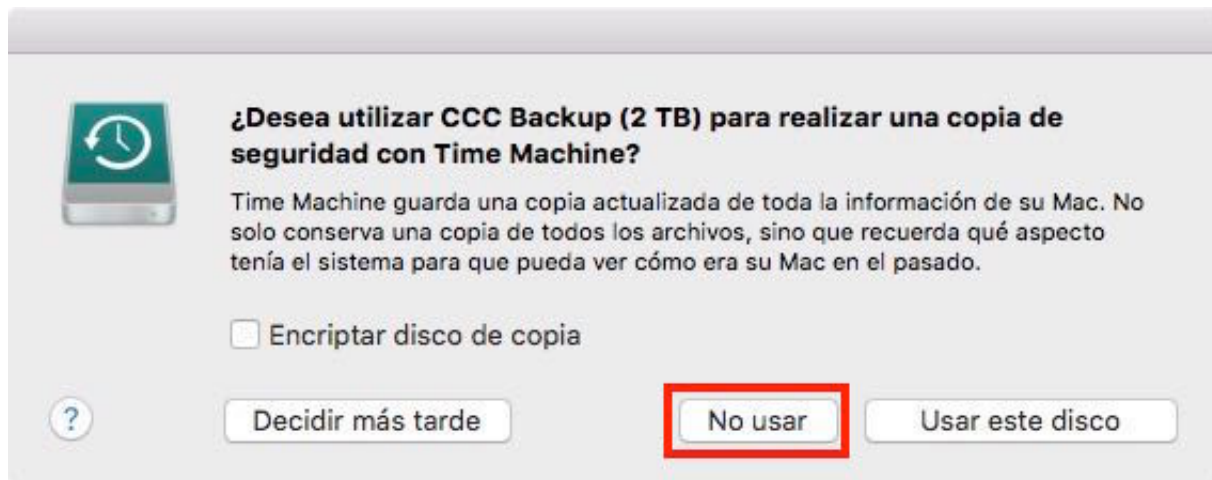 ¿Desea utilizar CCC Backup (2 TB) para realizar una copia de
seguridad con Time Machine?
Time Machine guarda una copia actualizada de toda la información de su Mac. No
solo conserva una copia de todos los archivos, sino que recuerda qué aspecto
tenía el sistema para que pueda ver cómo era su Mac en el pasado.
Encriptar disco de copia
? Decidir más tarde No usar Usar este disco